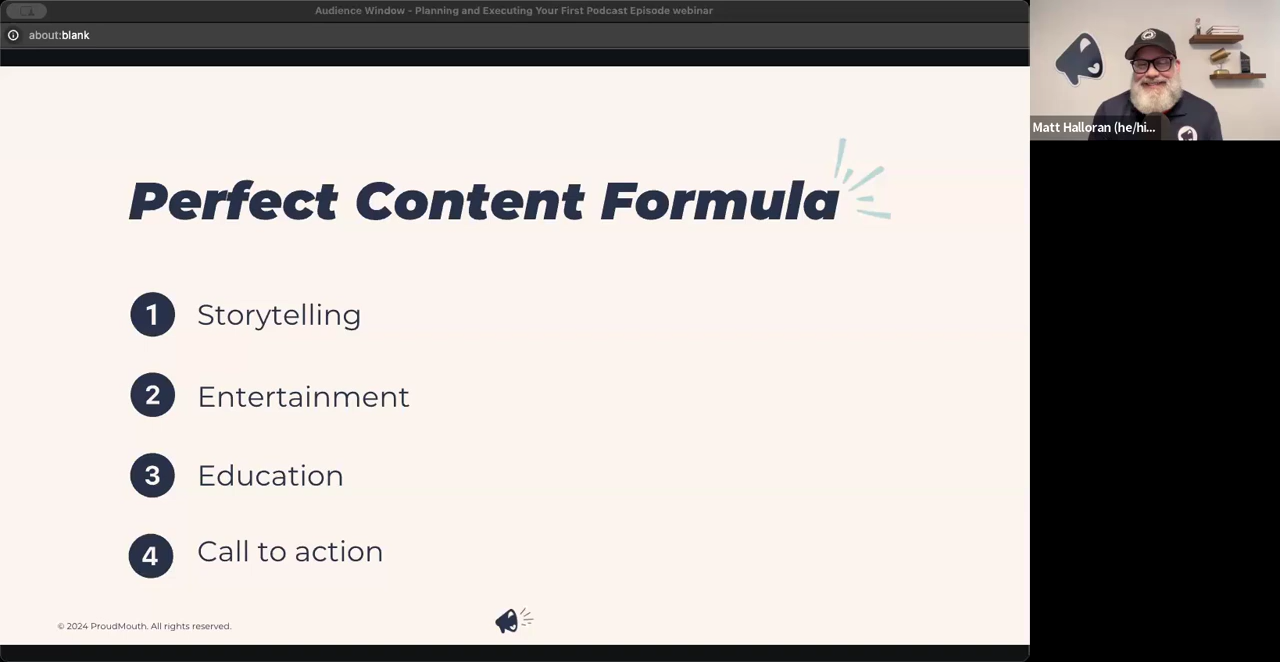 Audience Window - Planning and Executing Your First Podcast Episode webinar
about:blank
Perfect Content Formula
1 Storytelling
2 Entertainment
3 Education
4 Call to action
© 2024 ProudMouth. All rights reserved.
Matt Halloran (he/hi...